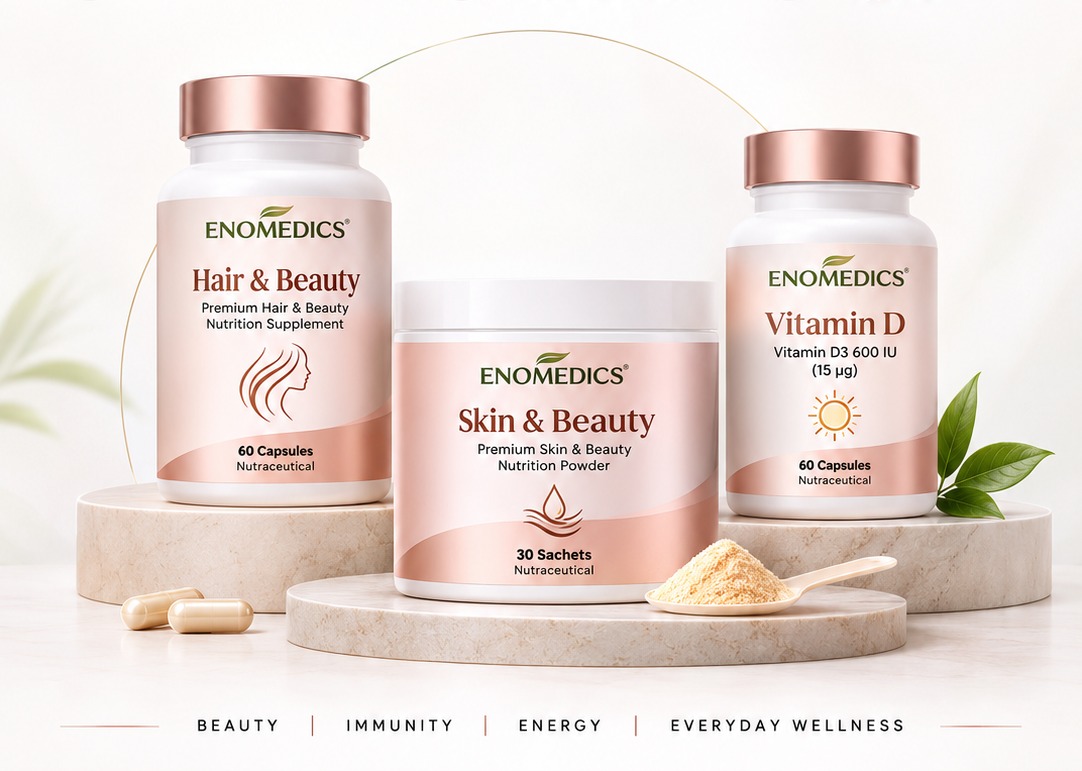 ENOMEDICS®
Hair & Beauty
Premium Hair & Beauty
Nutrition Supplement
60 Capsules
Nutraceutical
ENOMEDICS®
Skin & Beauty
Premium Skin & Beauty
Nutrition Powder
30 Sachets
Nutraceutical
ENOMEDICS®
Vitamin D
Vitamin D3 600 IU
(15 µg)
60 Capsules
Nutraceutical
BEAUTY | IMMUNITY | ENERGY | EVERYDAY WELLNESS